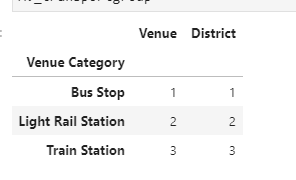 Venue District
Venue Category
Bus Stop 1 1
Light Rail Station 2 2
Train Station 3 3